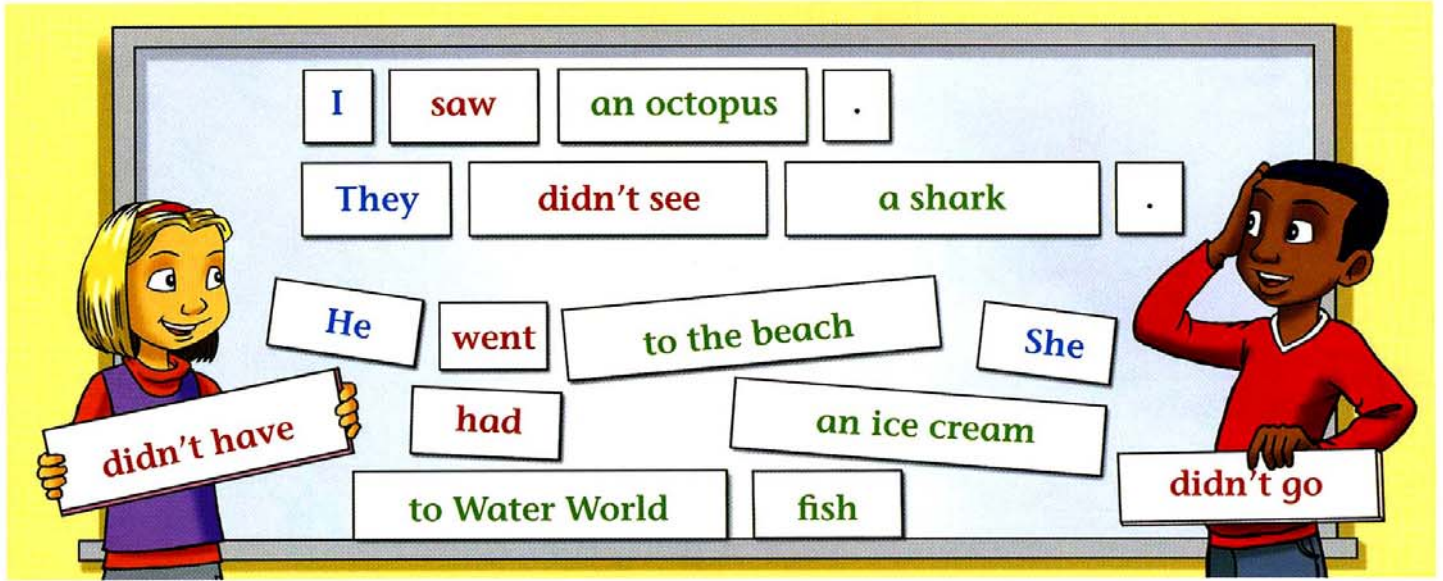 I saw an octopus .
They didn't see a shark .
He went to the beach She
didn't have had an ice cream
to Water World fish didn't go